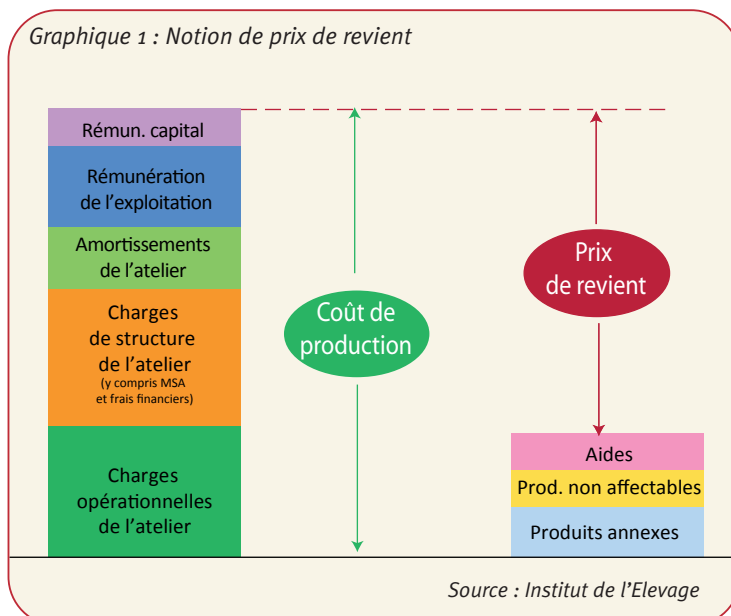 Graphique 1 : Notion de prix de revient
Rémun. capital
Rémunération
de l'exploitation
Amortissements
de l'atelier
Charges
de structure
de l'atelier
(y compris MSA
et frais financiers)
Charges
opérationnelles
de l'atelier
Coût de
production
Prix
de revient
Aides
Prod. non affectables
Produits annexes
Source : Institut de l'Elevage